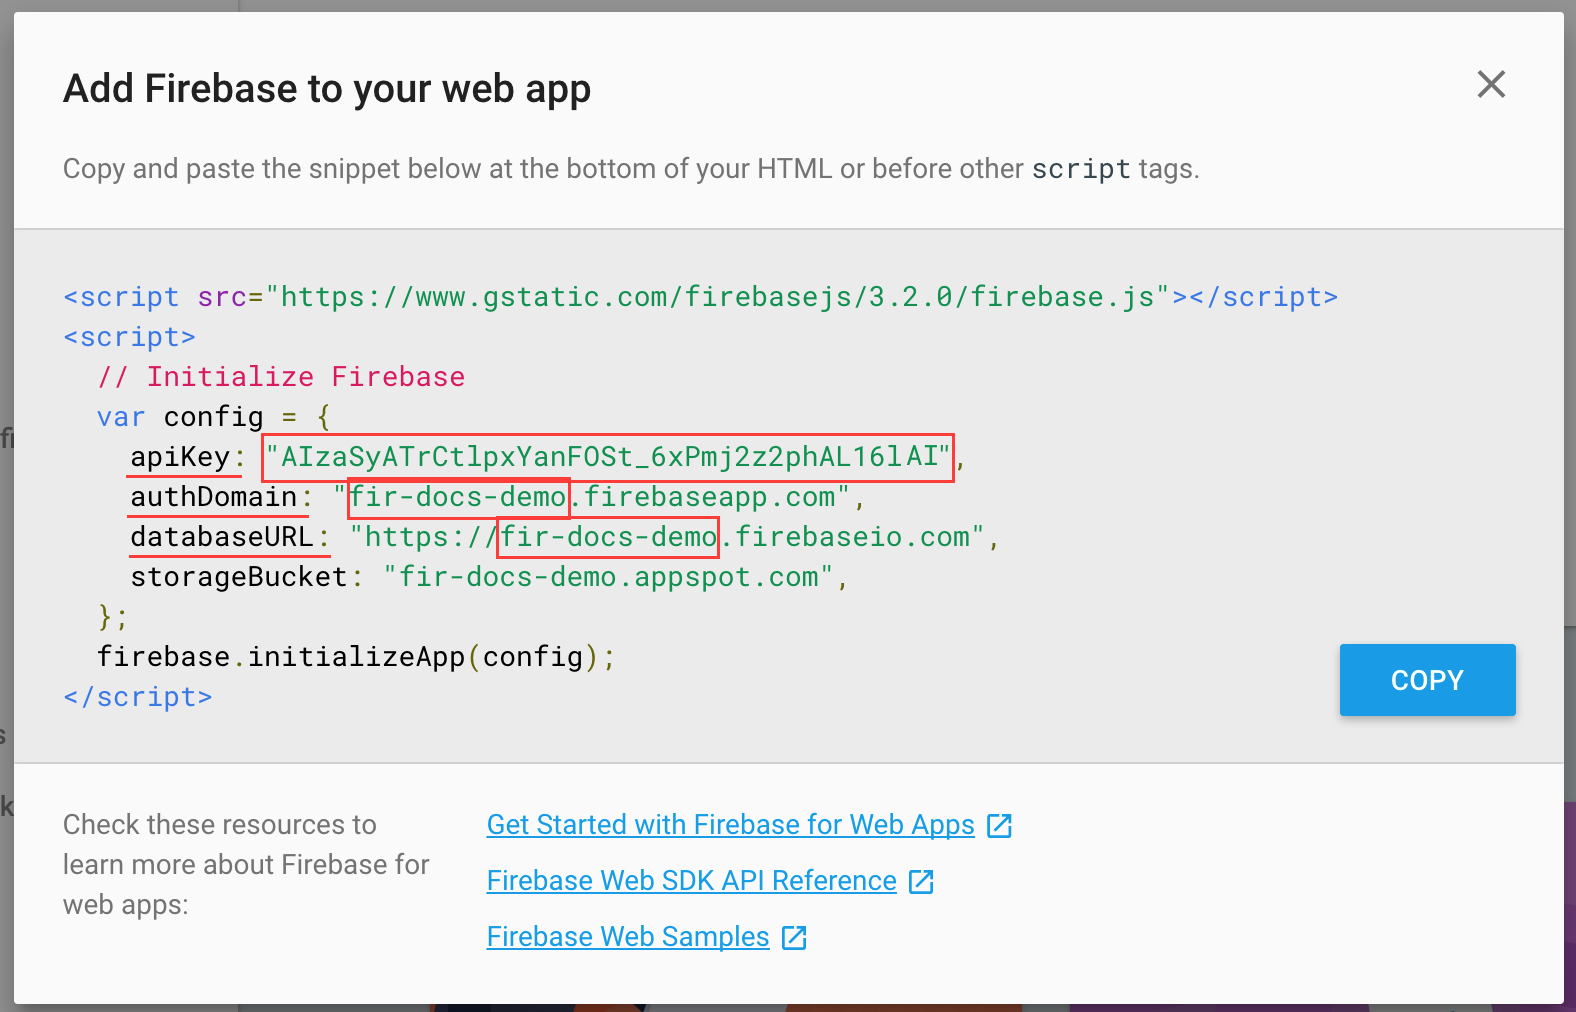 Add Firebase to your web app
Copy and paste the snippet below at the bottom of your HTML or before other script tags.
<script src="https://www.gstatic.com/firebasejs/3.2.0/firebase.js"></script>
<script>
// Initialize Firebase
var config = {
apiKey: "AIzaSyATrCtlpxYanFOSt_6xPmj2z2phAL16lAI",
authDomain: "fir-docs-demo.firebaseapp.com",
databaseURL: "https://fir-docs-demo.firebaseio.com",
storageBucket: "fir-docs-demo.appspot.com",
};
firebase.initializeApp(config);
</script>
COPY
Check these resources to
learn more about Firebase for
web apps:
Get Started with Firebase for Web Apps
Firebase Web SDK API Reference
Firebase Web Samples